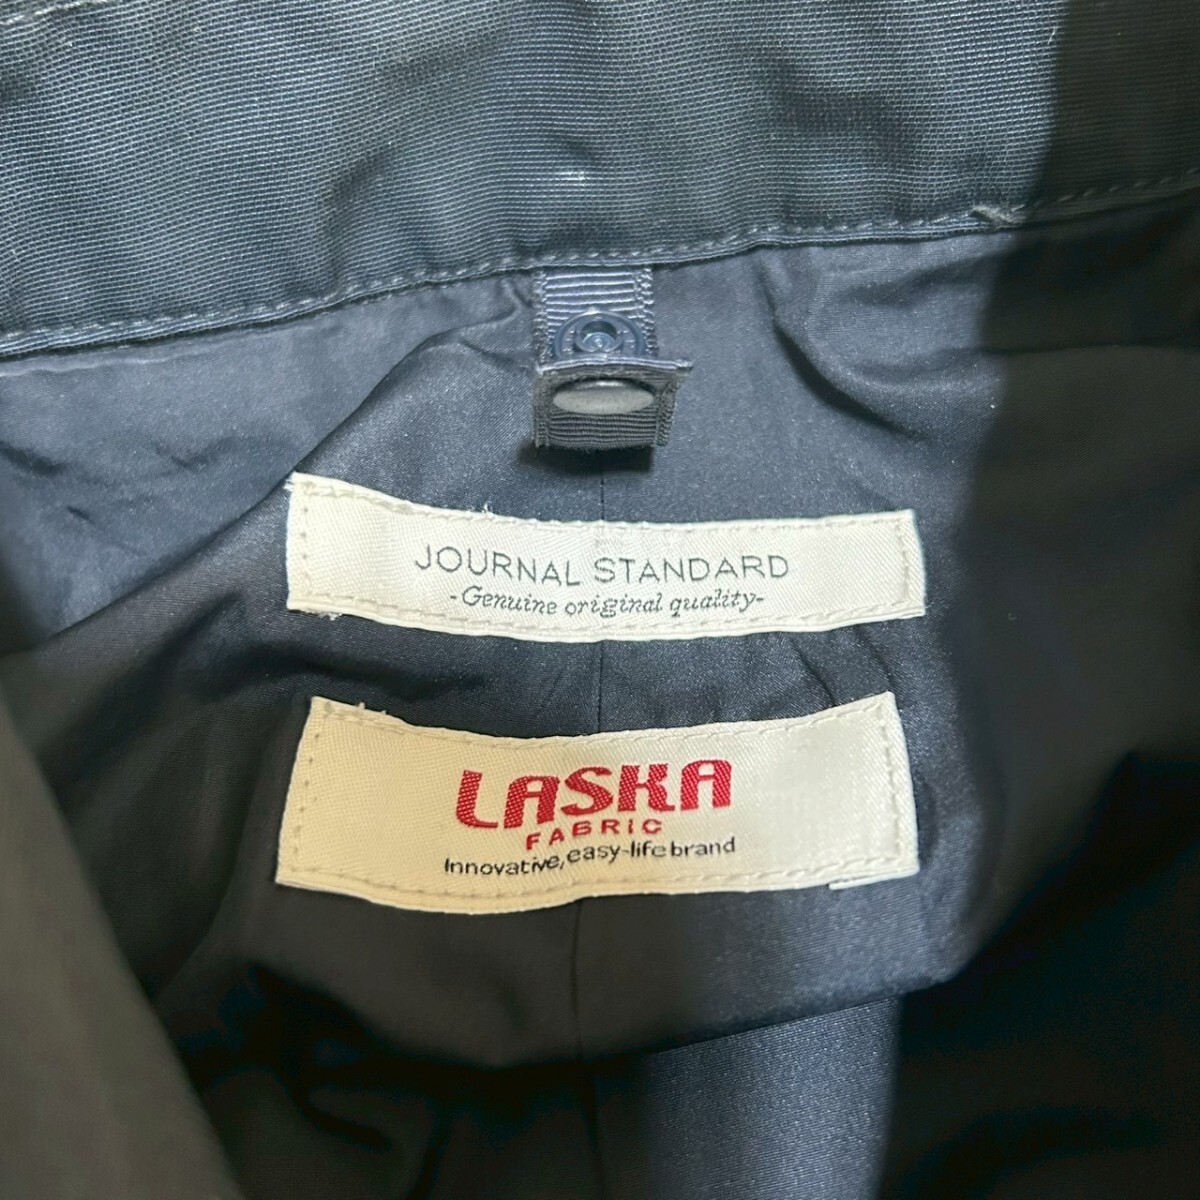 JOURNAL STANDARD
-Genuine original quality-
LASKA
FABRIC
Innovative, easy-life brand